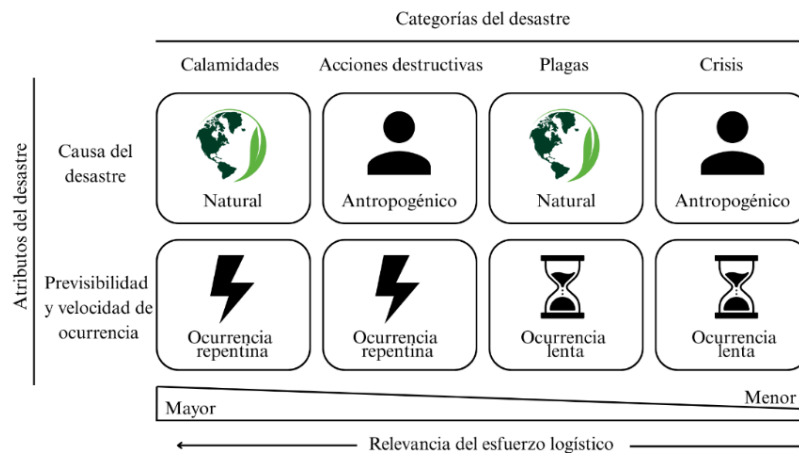 Categorías del desastre
Calamidades
Acciones destructivas
Plagas
Crisis
Atributos del desastre
Causa del
desastre
Natural
Antropogénico
Natural
Antropogénico
Previsibilidad
y velocidad de
ocurrencia
Ocurrencia
repentina
Ocurrencia
repentina
Ocurrencia
lenta
Ocurrencia
lenta
Mayor
Menor
Relevancia del esfuerzo logístico